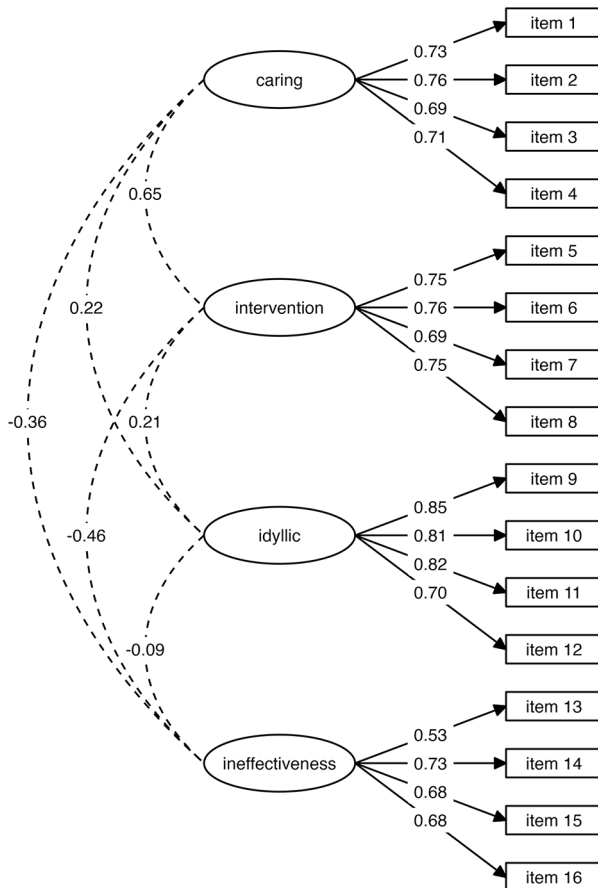 item 1
0.73
caring
0.76
item 2
0.69
item 3
0.71
0.65
item 4
item 5
0.75
0.22
intervention
0.76
item 6
0.69
item 7
0.75
-0.36
0.21
item 8
item 9
0.85
-0.46
idyllic
0.81
item 10
0.82
item 11
0.70
-0.09
item 12
item 13
0.53
ineffectiveness
0.73
item 14
0.68
item 15
0.68
item 16